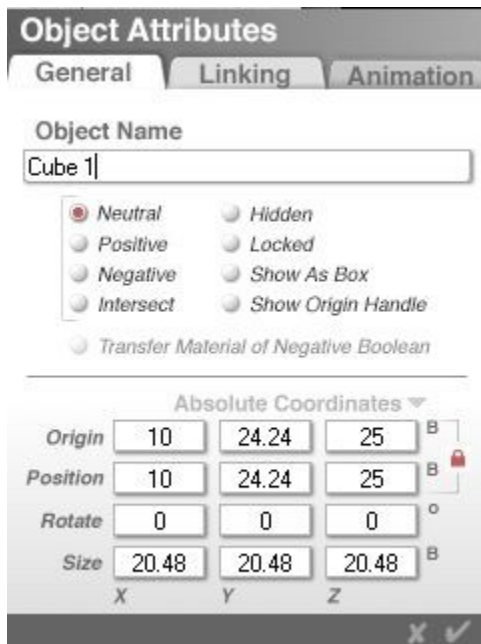 Object Attributes
General Linking Animation
Object Name
Cube 1
Neutral Hidden
Positive Locked
Negative Show As Box
Intersect Show Origin Handle
Transfer Material of Negative Boolean
Absolute Coordinates
Origin 10 24.24 25 B
Position 10 24.24 25 B
Rotate 0 0 0 o
Size 20.48 20.48 20.48 B
X Y Z